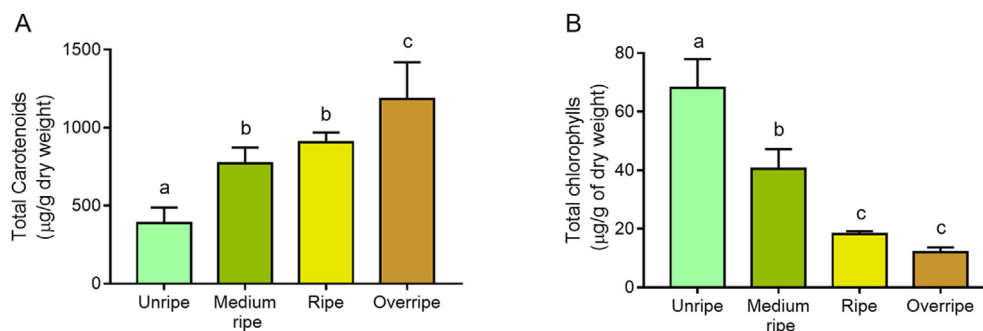 A
Total Carotenoids
(μg/g dry weight)
1500
1000
500
0
a
b
b
c
Unripe
Medium
ripe
Ripe
Overripe
B
Total chlorophylls
(μg/g of dry weight)
80
60
40
20
0
a
b
c
c
Unripe
Medium
ripe
Ripe
Overripe